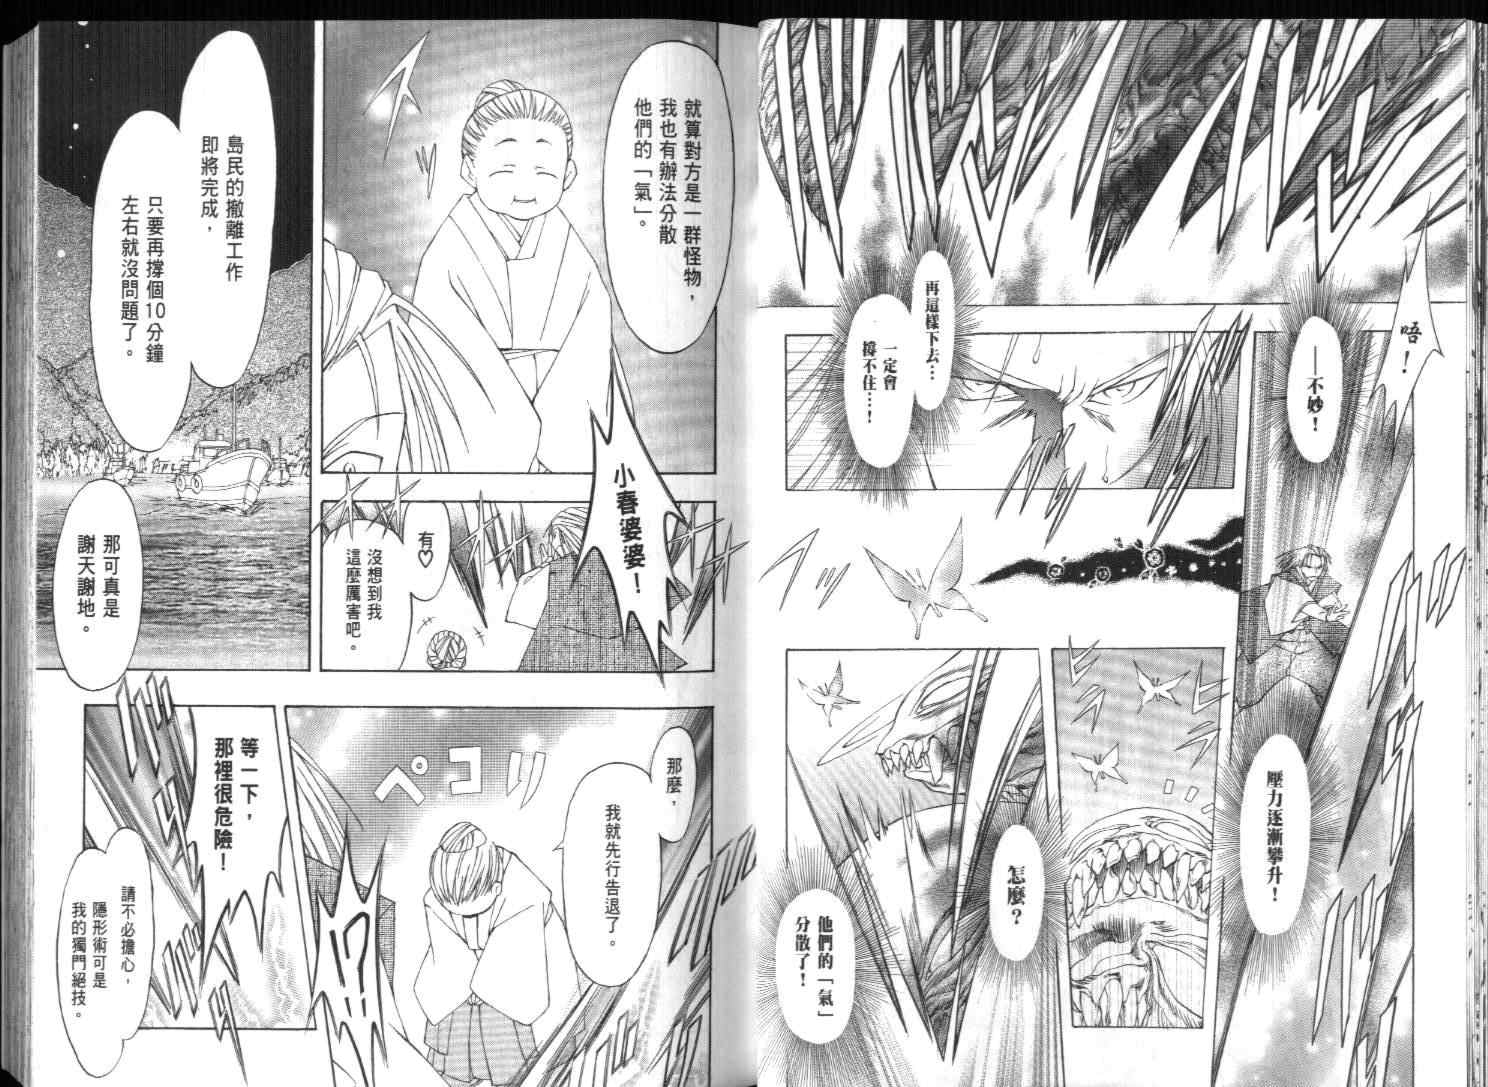 唔！
——不妙！
再這樣下去…
一定會
撐不住…！
壓力逐漸攀升！
怎麼？
他們的「氣」
分散了！
就算對方是一群怪物，
我也有辦法分散
他們的「氣」。
小春婆婆！
有♡
沒想到我
這麼厲害吧。
島民的撤離工作
即將完成，
只要再撐個10分鐘
左右就沒問題了。
那可真是
謝天謝地。
那麼，
我就先行告退了。
ペコリ
!?
等一下，
那裡很危險！
請不必擔心，
隱形術可是
我的獨門絕技。